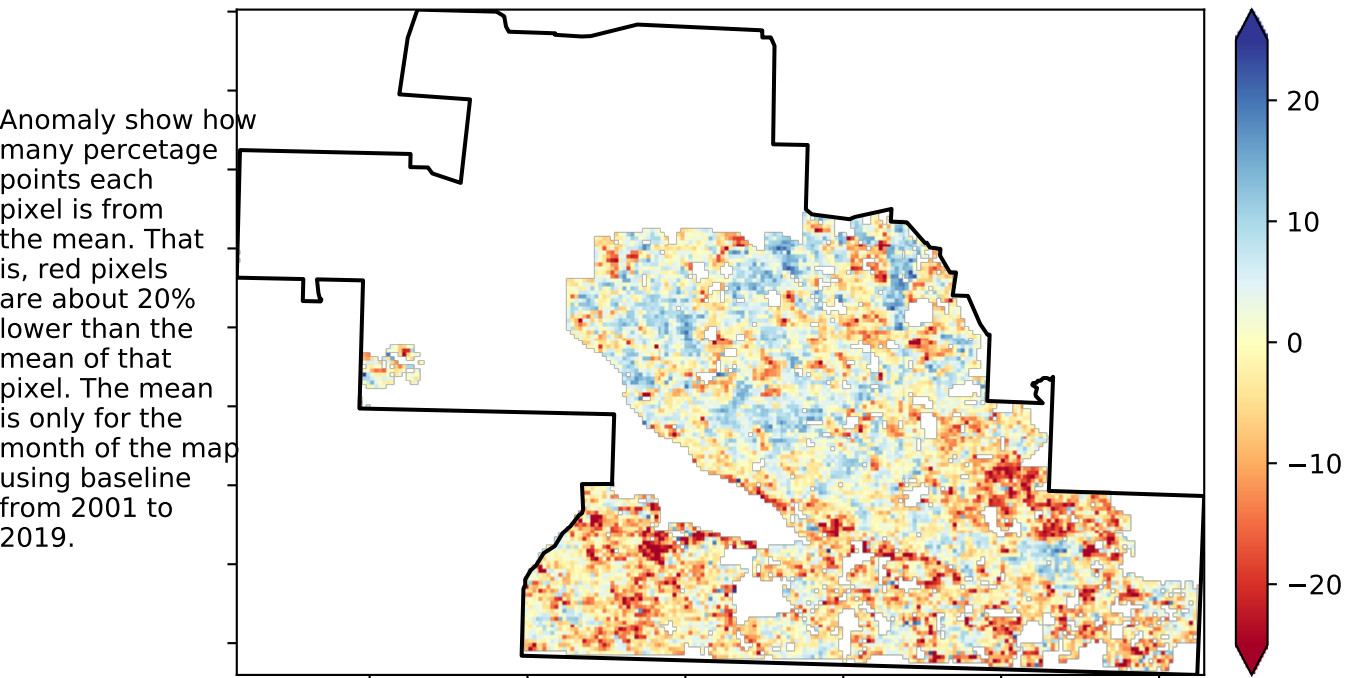 Anomaly show how
many percetage
points each
pixel is from
the mean. That
is, red pixels
are about 20%
lower than the
mean of that
pixel. The mean
is only for the
month of the map
using baseline
from 2001 to
2019.
20
10
0
−10
−20